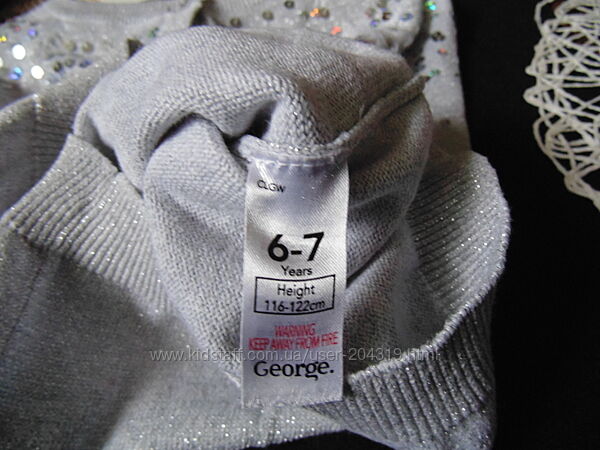 CLGW
6-7
Years
Height
116-122cm
WARNING
KEEP AWAY FROM FIRE
www.kidstaff.com.ua/user-204319.html
George.